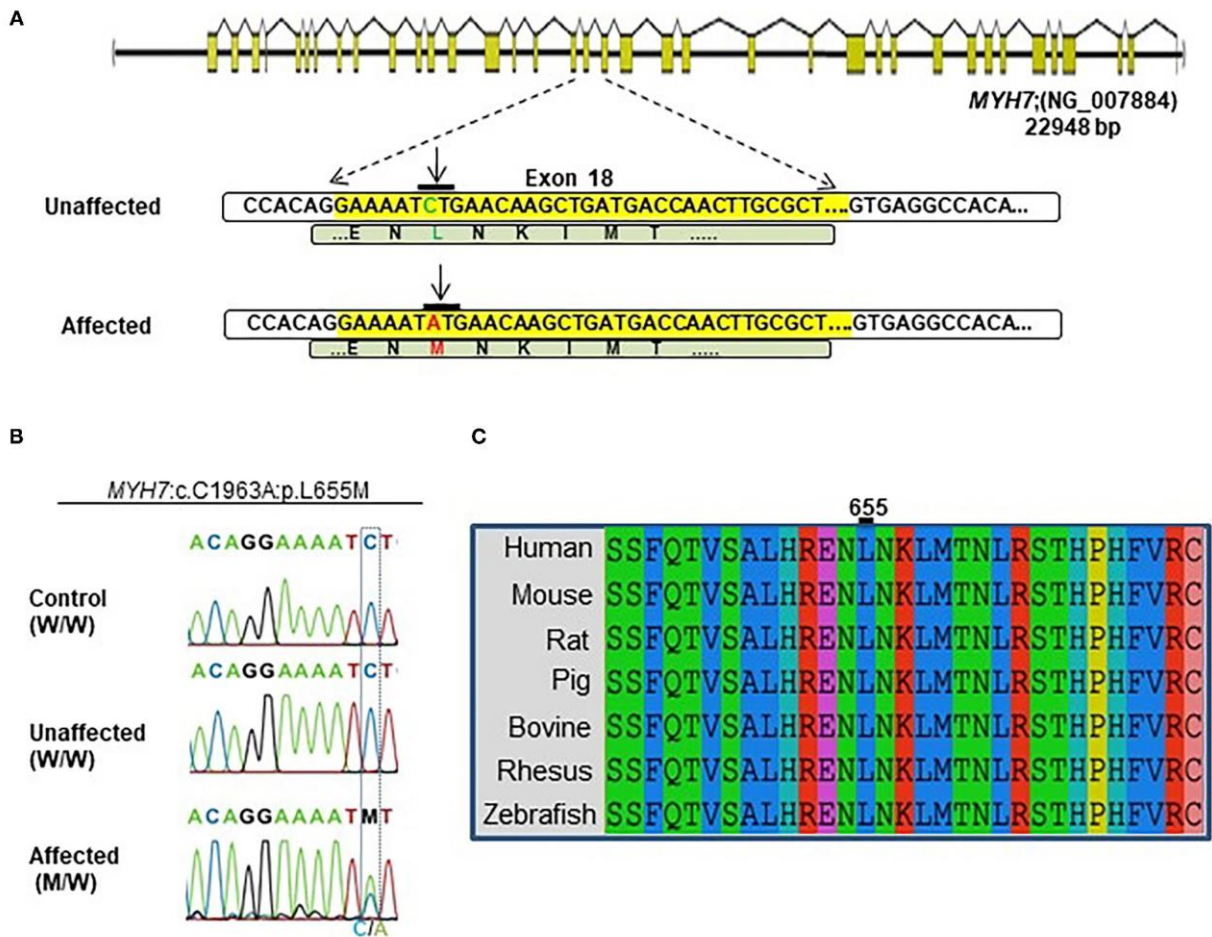 A
MYH7;(NG_007884)
22948 bp
Exon 18
Unaffected
CCACAGGAAAATCTGAACAAGCTGATGACCAACTTGCGCT....GTGAGGCCACA...
...E N L N K I M T .....
Affected
CCACAGGAAAATATGAACAAGCTGATGACCAACTTGCGCT....GTGAGGCCACA...
...E N M N K I M T .....
B
MYH7:c.C1963A:p.L655M
ACAGGAAAATCT
Control
(W/W)
ACAGGAAAATCT
Unaffected
(W/W)
ACAGGAAAATMT
Affected
(M/W)
C/A
C
655
Human SSFQTVSALHRENLNKLMTNLRSTHPHFVRC
Mouse SSFQTVSALHRENLNKLMTNLRSTHPHFVRC
Rat SSFQTVSALHRENLNKLMTNLRSTHPHFVRC
Pig SSFQTVSALHRENLNKLMTNLRSTHPHFVRC
Bovine SSFQTVSALHRENLNKLMTNLRSTHPHFVRC
Rhesus SSFQTVSALHRENLNKLMTNLRSTHPHFVRC
Zebrafish SSFQTVSALHRENLNKLMTNLRSTHPHFVRC